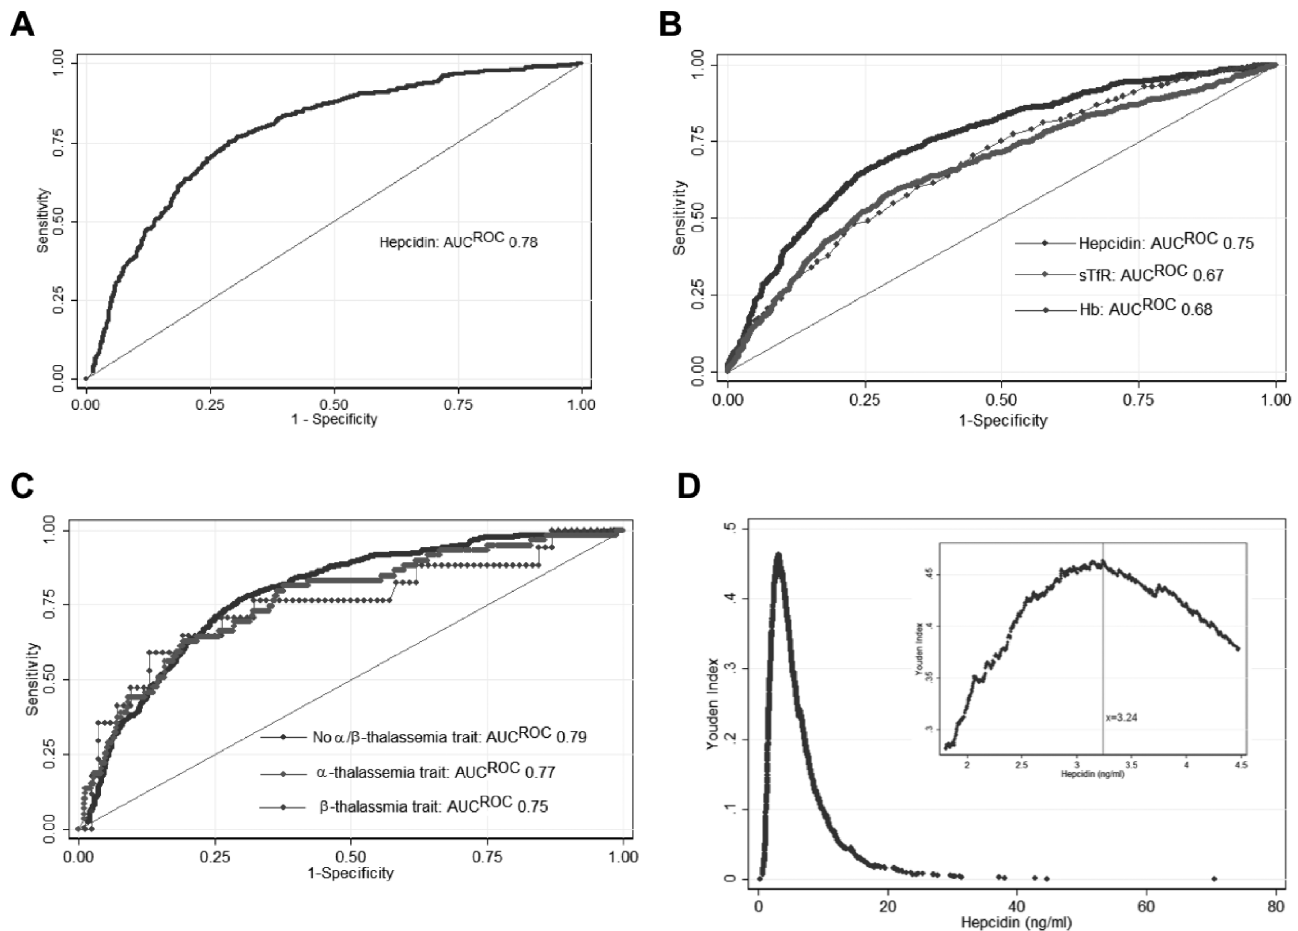 A
1.00
0.75
0.50
0.25
0.00
Sensitivity
Hepcidin: AUCROC 0.78
0.00 0.25 0.50 0.75 1.00
1 - Specificity
B
1.00
0.75
0.50
0.25
0.00
Sensitivity
Hepcidin: AUCROC 0.75
sTfR: AUCROC 0.67
Hb: AUCROC 0.68
0.00 0.25 0.50 0.75 1.00
1-Specificity
C
1.00
0.75
0.50
0.25
0.00
Sensitivity
No α/β-thalassemia trait: AUCROC 0.79
α-thalassemia trait: AUCROC 0.77
β-thalassmia trait: AUCROC 0.75
0.00 0.25 0.50 0.75 1.00
1-Specificity
D
.5
.4
.3
.2
.1
0
Youden Index
.45
.4
.35
.3
Youden Index
x=3.24
2 2.5 3 3.5 4 4.5
Hepcidin (ng/ml)
0 20 40 60 80
Hepcidin (ng/ml)